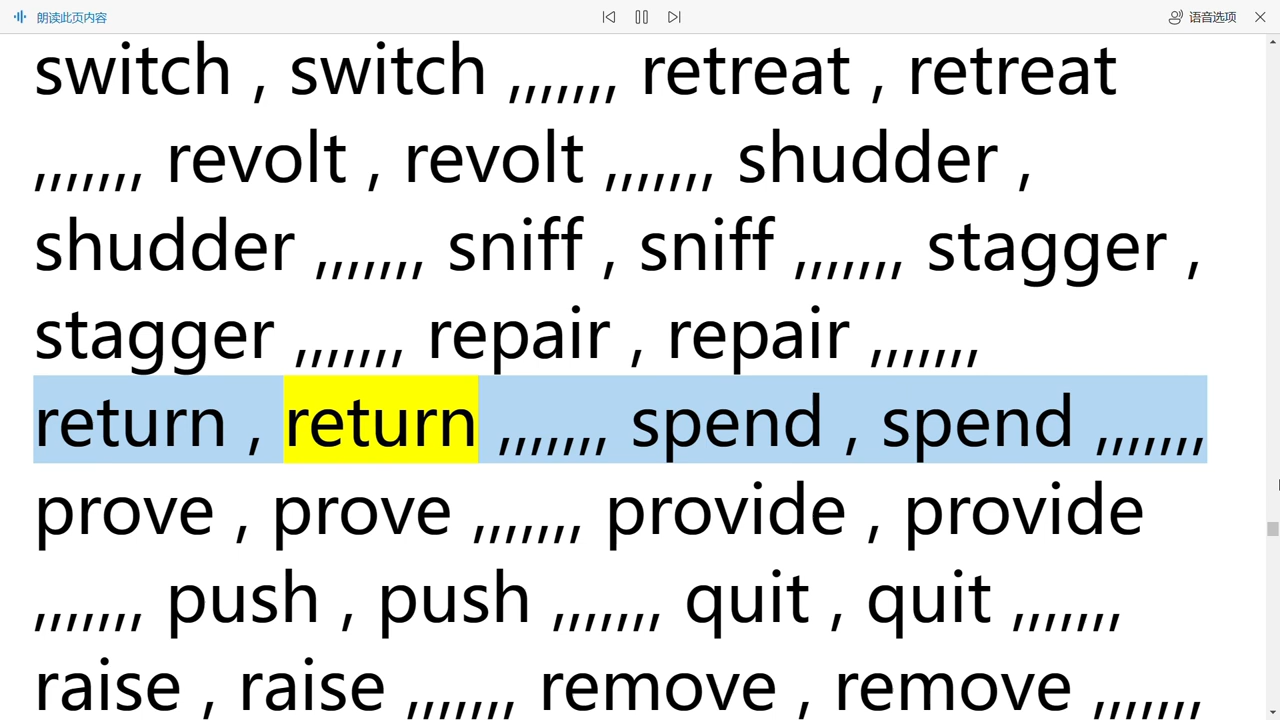 朗读此页内容
语音选项
switch , switch ,,,,,,, retreat , retreat
,,,,,,, revolt , revolt ,,,,,,, shudder ,
shudder ,,,,,,, sniff , sniff ,,,,,,, stagger ,
stagger ,,,,,,, repair , repair ,,,,,,,
return , return ,,,,,,, spend , spend ,,,,,,,
prove , prove ,,,,,,, provide , provide
,,,,,,, push , push ,,,,,,, quit , quit ,,,,,,,
raise , raise ,,,,,,, remove , remove ,,,,,,,